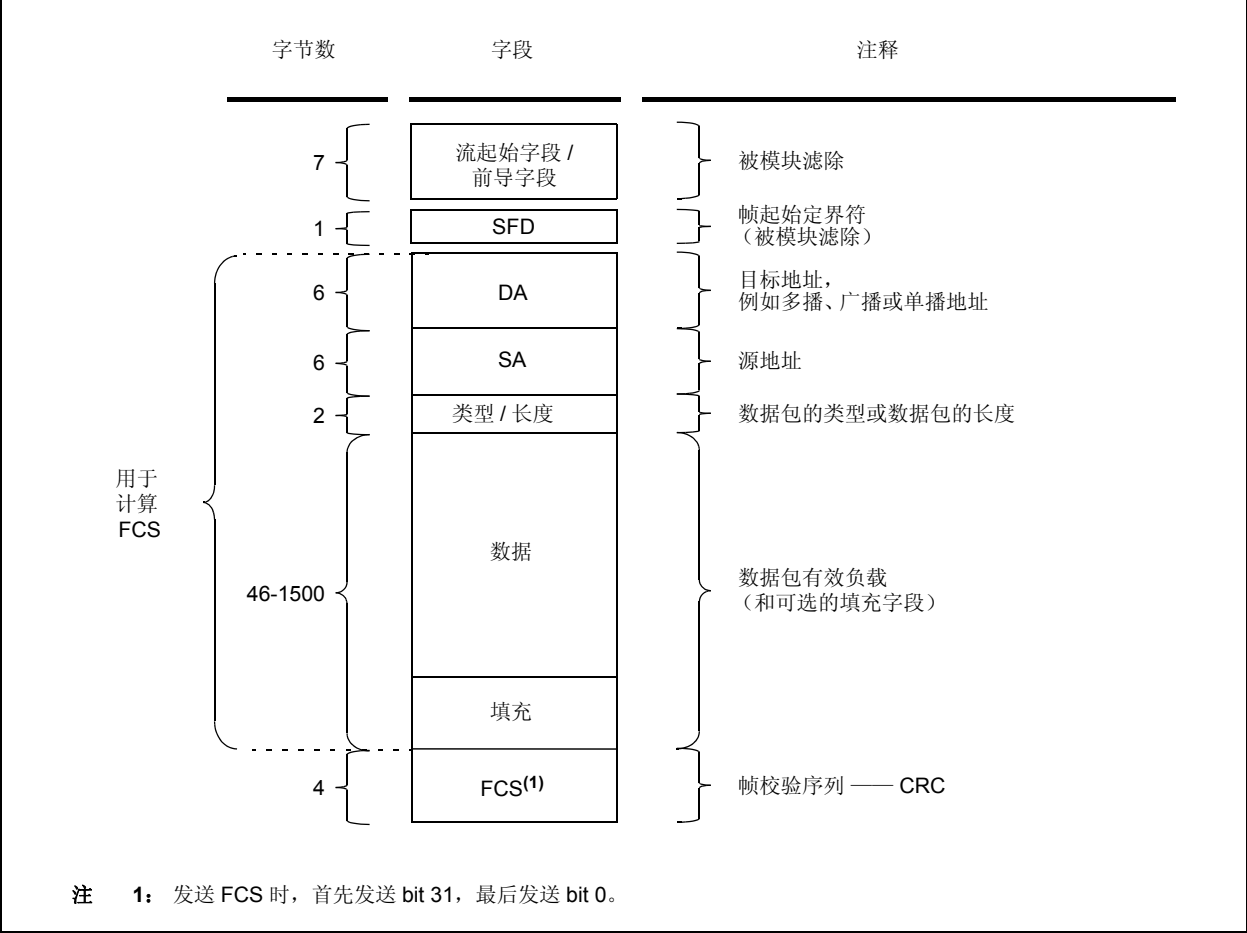 字节数 字段 注释
7 流起始字段 / 被模块滤除
前导字段
1 SFD 帧起始定界符
（被模块滤除）
6 DA 目标地址，
例如多播、广播或单播地址
6 SA 源地址
2 类型 / 长度 数据包的类型或数据包的长度
用于
计算
FCS
数据
46-1500 数据包有效负载
（和可选的填充字段）
填充
4 FCS(1) 帧校验序列 —— CRC
注 1： 发送 FCS 时，首先发送 bit 31，最后发送 bit 0。